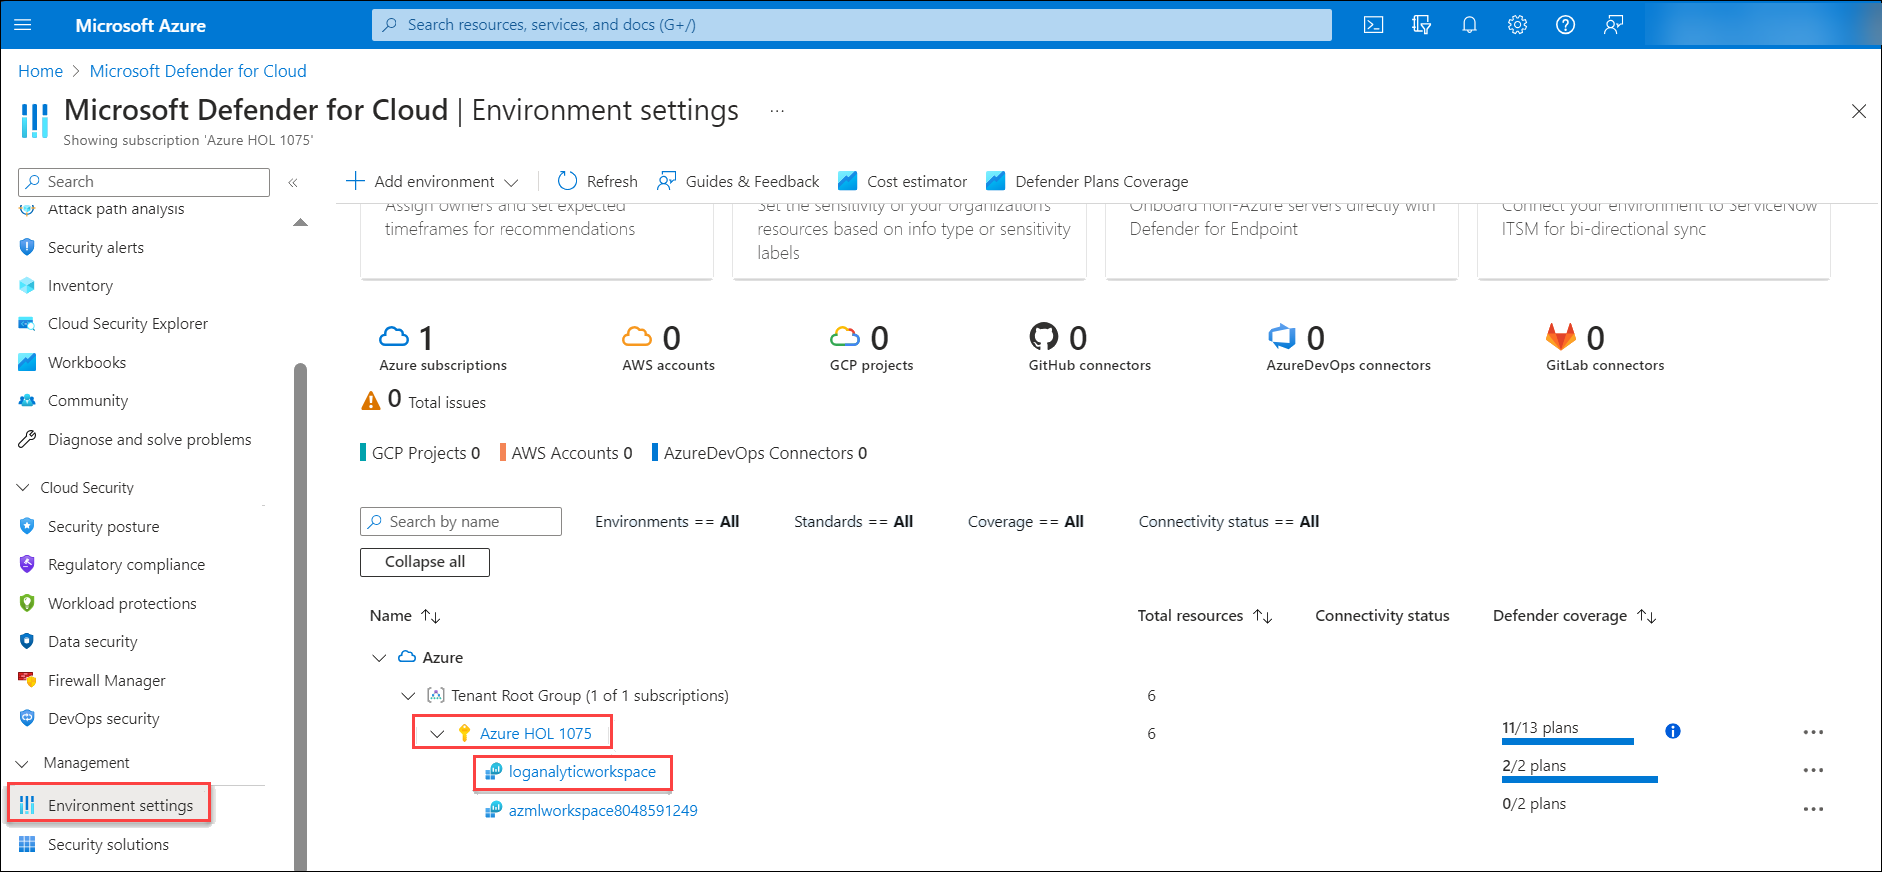 Microsoft Azure
Search resources, services, and docs (G+/)
Home > Microsoft Defender for Cloud
Microsoft Defender for Cloud | Environment settings ...
Showing subscription 'Azure HOL 1075'
Search «
Attack path analysis
Security alerts
Inventory
Cloud Security Explorer
Workbooks
Community
Diagnose and solve problems
Cloud Security
Security posture
Regulatory compliance
Workload protections
Data security
Firewall Manager
DevOps security
Management
Environment settings
Security solutions
Add environment
Refresh
Guides & Feedback
Cost estimator
Defender Plans Coverage
Assign owners and set expected
timeframes for recommendations
Set the sensitivity of your organization's
resources based on info type or sensitivity
labels
Onboard non-Azure servers directly with
Defender for Endpoint
Connect your environment to ServiceNow
ITSM for bi-directional sync
1
Azure subscriptions
0
AWS accounts
0
GCP projects
0
GitHub connectors
0
AzureDevOps connectors
0
GitLab connectors
0 Total issues
GCP Projects 0 AWS Accounts 0 AzureDevOps Connectors 0
Search by name
Environments == All
Standards == All
Coverage == All
Connectivity status == All
Collapse all
Name Total resources Connectivity status Defender coverage
Azure
Tenant Root Group (1 of 1 subscriptions) 6
Azure HOL 1075 6 11/13 plans ...
loganalyticworkspace 2/2 plans ...
azmlworkspace8048591249 0/2 plans ...